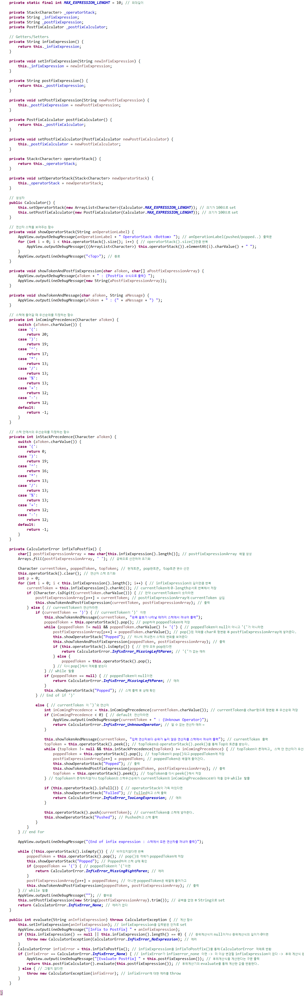 private static final int MAX_EXPRESSION_LENGHT = 10; // 최대길이
private Stack<Character> _operatorStack;
private String _infixExpression;
private String _postfixExpression;
private PostfixCalculator _postfixCalculator;
// Getters/Setters
private String infixExpression() {
return this._infixExpression;
}
private void setInfixExpression(String newInfixExpression) {
this._infixExpression = newInfixExpression;
}
private String postfixExpression() {
return this._postfixExpression;
}
private void setPostfixExpression(String newPostfixExpression) {
this._postfixExpression = newPostfixExpression;
}
private PostfixCalculator postfixCalculator() {
return this._postfixCalculator;
}
private void setPostfixCalculator(PostfixCalculator newPostfixCalculator) {
this._postfixCalculator = newPostfixCalculator;
}
private Stack<Character> operatorStack() {
return this._operatorStack;
}
private void setOperatorStack(Stack<Character> newOperatorStack) {
this._operatorStack = newOperatorStack;
}
// 생성자
public Calculator() {
this.setOperatorStack(new ArrayList<Character>(Calculator.MAX_EXPRESSION_LENGHT)); // 크기가 100으로 set
this.setPostfixCalculator(new PostfixCalculator(Calculator.MAX_EXPRESSION_LENGHT)); // 크기가 100으로 set
}
// 연산자 스택을 보여주는 함수
private void showOperatorStack(String anOperationLabel) {
AppView.outputDebugMessage(anOperationLabel + " OperatorStack <Bottom> "); // anOperationLabel(pushed/popped..) 출력문
for (int i = 0; i < this.operatorStack().size(); i++) { // operatorStack().size()만큼 반복
AppView.outputDebugMessage(((ArrayList<Character>) this.operatorStack()).elementAt(i).charValue() + " ");
}
AppView.outputLineDebugMessage("<Top>"); // 종료
}
private void showTokenAndPostfixExpression(char aToken, char[] aPostfixExpressionArray) {
AppView.outputDebugMessage(aToken + " : (Postfix 수식으로 출력) ");
AppView.outputLineDebugMessage(new String(aPostfixExpressionArray));
}
private void showTokenAndMessage(char aToken, String aMessage) {
AppView.outputLineDebugMessage(aToken + " : (" + aMessage + ") ");
}
// 스택에 들어갈 때 우선순위를 지정하는 함수
private int inComingPrecedence(Character aToken) {
switch (aToken.charValue()) {
case '(':
return 20;
case ')':
return 19;
case '^':
return 17;
case '*':
return 13;
case '/':
return 13;
case '%':
return 13;
case '+':
return 12;
case '-':
return 12;
default:
return -1;
}
}
// 스택 안에서의 우선순위를 지정하는 함수
private int inStackPrecedence(Character aToken) {
switch (aToken.charValue()) {
case '(':
return 0;
case ')':
return 19;
case '^':
return 16;
case '*':
return 13;
case '/':
return 13;
case '%':
return 13;
case '+':
return 12;
case '-':
return 12;
default:
return -1;
}
}
private CalculatorError infixToPostfix() {
char[] postfixExpressionArray = new char[this.infixExpression().length()]; // postfixExpressionArray 배열 생성
Arrays.fill(postfixExpressionArray, ' '); // 공백으로 선언하여 초기화
Character currentToken, poppedToken, topToken; // 현재토큰, pop한토큰, top토큰 변수 선언
this.operatorStack().clear(); // 연산자 스택 초기화
int p = 0;
for (int i = 0; i < this.infixExpression().length(); i++) { // infixExpression의 길이만큼 반복
currentToken = this.infixExpression().charAt(i); // currentToken에 0-length순서로 반복해서 저장
if (Character.isDigit(currentToken.charValue())) { // 만약 currentToken이 숫자라면
postfixExpressionArray[p++] = currentToken; // postfixExpressionArray에 currentToken 삽입
this.showTokenAndPostfixExpression(currentToken, postfixExpressionArray); // 출력
} else { // currentToken이 연산자라면
if (currentToken == ')') { // currentToken이 ')' 이면
this.showTokenAndMessage(currentToken, "왼쪽 괄호가 나타날 때까지 스택에서 꺼내어 출력");
poppedToken = this.operatorStack().pop(); // pop하여 poppedToken에 저장
while (poppedToken != null && poppedToken.charValue() != '(') { // poppedToken이 null이 아니고 '('가 아니라면
postfixExpressionArray[p++] = poppedToken.charValue(); // pop()된 객체를 char로 형변환 후 postfixExpressionArray에 넣어준다.
this.showOperatorStack("Popped"); // 하나씩 꺼내면서 스택의 변화를 보여준다
this.showTokenAndPostfixExpression(poppedToken, postfixExpressionArray); // 출력
if (this.operatorStack().isEmpty()) { // 만약 모두 pop된다면
return CalculatorError.InfixError_MissingLeftParen; // '('가 없는 에러
} else {
poppedToken = this.operatorStack().pop();
} // 다시 pop()해서 객체를 받는다
} // while 탈출
if (poppedToken == null) { // poppedToken이 null이면
return CalculatorError.InfixError_MissingLeftParen; // 에러
}
this.showOperatorStack("Popped"); // 스택 출력 후 상태 확인
} // End of if ')'
else { // currentToken 이 ')'외 연산자
int inComingPrecedence = this.inComingPrecedence(currentToken.charValue()); // currentToken을 char형으로 형변환 후 우선순위 저장
if (inComingPrecedence < 0) { // default 연산자라면
AppView.outputLineDebugMessage(currentToken + " : (Unknown Operator)");
return CalculatorError.InfixError_UnknownOperator; // 알 수 없는 연산자 에러 =
}
this.showTokenAndMessage(currentToken, "입력 연산자보다 순위가 높지 않은 연산자를 스택에서 꺼내어 출력"); // currentToken 출력
topToken = this.operatorStack().peek(); // topToken은 operatorStack().peek()을 통해 Top의 토큰을 받는다.
while (topToken != null && this.inStackPrecedence(topToken) >= inComingPrecedence) { // topToken이 존재하고, 스택 안 연산자가 우선
poppedToken = this.operatorStack().pop(); // topToken이 pop()되고 poppedToken에 저장
postfixExpressionArray[p++] = poppedToken; // poppedToken은 배열에 들어간다.
this.showOperatorStack("Popped"); // 출력
this.showTokenAndPostfixExpression(poppedToken, postfixExpressionArray); // 출력
topToken = this.operatorStack().peek(); // topToken을 다시 peek()해서 저장
} // topToken이 존재하지않거나 topToken의 스택우선순위가 currentToken의 inComingPrecedence보다 작을 경우 while 탈출
if (this.operatorStack().isFull()) { // operatorStack이 가득 차있다면
this.showOperatorStack("Fulled"); // Fulled하고 스택 출력
return CalculatorError.InfixError_TooLongExpression; // 에러
}
this.operatorStack().push(currentToken); // currentToken을 스택에 넣어준다.
this.showOperatorStack("Pushed"); // Pushed하고 스택 출력
}
}
} // end For
AppView.outputLineDebugMessage("(End of infix expression : 스택에서 모든 연산자를 꺼내어 출력)");
while (!this.operatorStack().isEmpty()) { // 비어있지않다면 반복
poppedToken = this.operatorStack().pop(); // pop()된 객체가 poppedToken에 저장
this.showOperatorStack("Popped"); // Popped하여 스택 상태 확인
if (poppedToken == '(') { // poppedToken이 '('이면
return CalculatorError.InfixError_MissingRightParen; // 에러
}
postfixExpressionArray[p++] = poppedToken; // 아니면 poppedToken은 배열에 들어가고
this.showTokenAndPostfixExpression(poppedToken, postfixExpressionArray); // 출력
} // while 탈출
AppView.outputLineDebugMessage(""); // 줄바꿈
this.setPostfixExpression(new String(postfixExpressionArray).trim()); // 공백을 없앤 후 String으로 set
return CalculatorError.InfixError_None; // 에러가 없다
}
public int evaluate(String anInfixExpression) throws CalculatorException { // 계산 함수
this.setInfixExpression(anInfixExpression); // infixExpression을 입력받은 인자로 set
AppView.outputLineDebugMessage("[Infix to Postfix] " + anInfixExpression);
if (this.infixExpression() == null || this.infixExpression().length() == 0) { // 중위계산식이 null이거나 중위계산식의 길이가 0이면
throw new CalculatorException(CalculatorError.InfixError_NoExpression); // 에러
}
CalculatorError infixError = this.infixToPostfix(); // infixExpression을 infixToPostfix()를 통해 CalculatorError 객체로 반환
if (infixError == CalculatorError.InfixError_None) { // infixError가 infixerror_none 이면 -> 더 이상 변경할 infixExpression이 없다 -> 후위 계산식 완
AppView.outputLineDebugMessage("[Evaluate Postfix] " + this.postfixExpression()); // 후위계산식을 계산한다는 구문 출력
return this.postfixCalculator().evaluate(this.postfixExpression()); // 후위계산기의 evaluate를 통해 계산한 값을 반환한다.
} else { // 그렇지 않다면
throw new CalculatorException(infixError); // infixError에 대한 에러를 throw
}
}
}